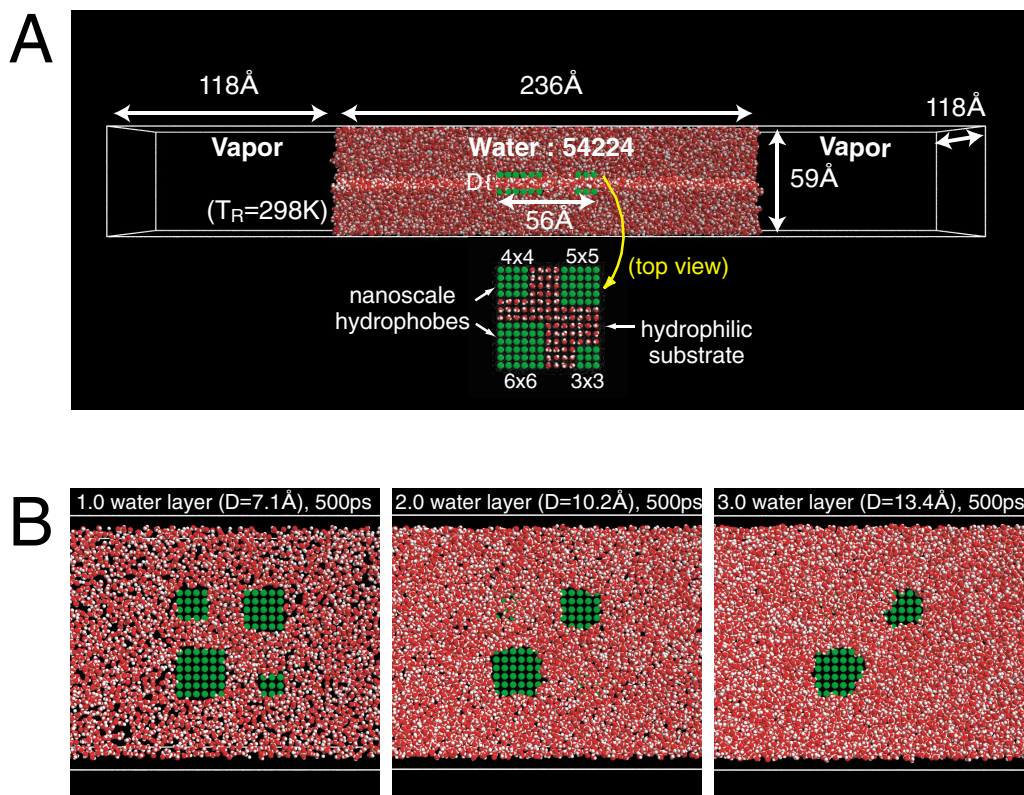 A
118Å
236Å
118Å
Vapor
Water : 54224
Vapor
D
59Å
(TR=298K)
56Å
4x4
5x5
(top view)
nanoscale
hydrophobes
hydrophilic
substrate
6x6
3x3
B
1.0 water layer (D=7.1Å), 500ps
2.0 water layer (D=10.2Å), 500ps
3.0 water layer (D=13.4Å), 500ps